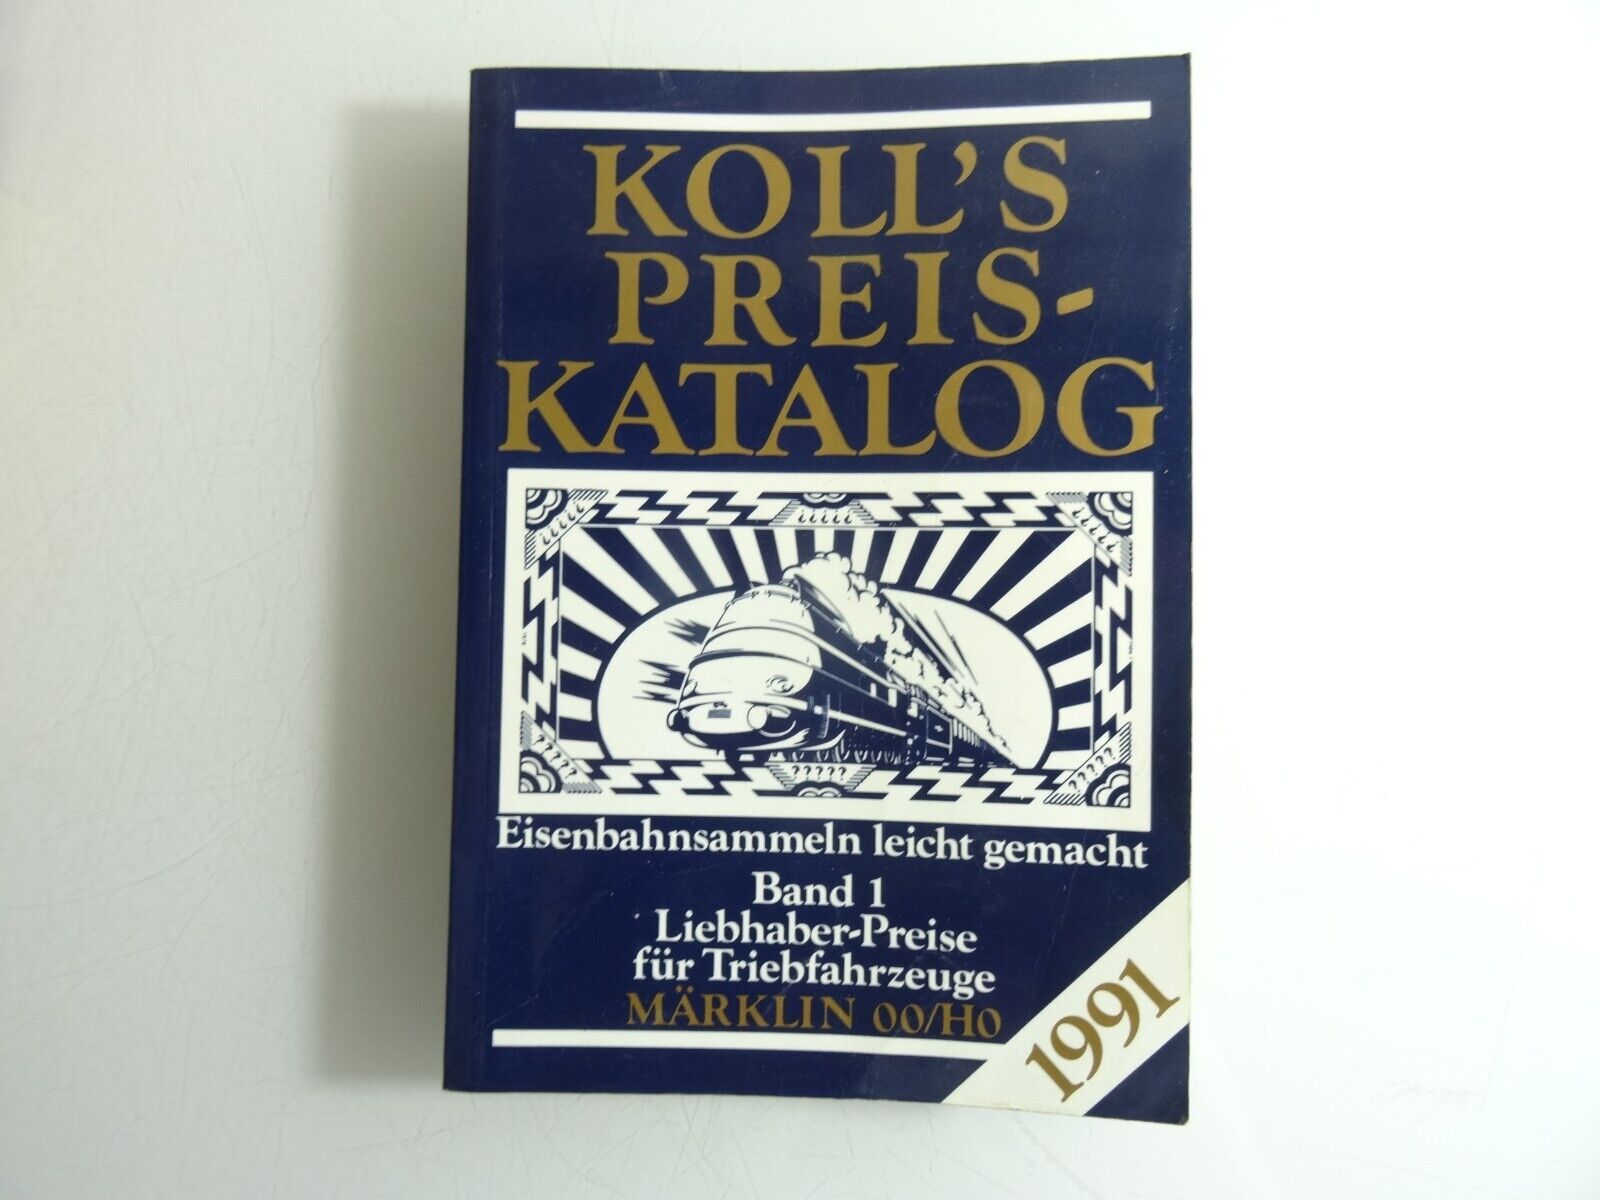 KOLL'S
PREIS-
KATALOG
¿¿¿¿¿
¿¿¿¿¿
¿¿¿¿¿
?????
?????
?????
Eisenbahnsammeln leicht gemacht
Band 1
Liebhaber-Preise
für Triebfahrzeuge
MÄRKLIN 00/H0
1991